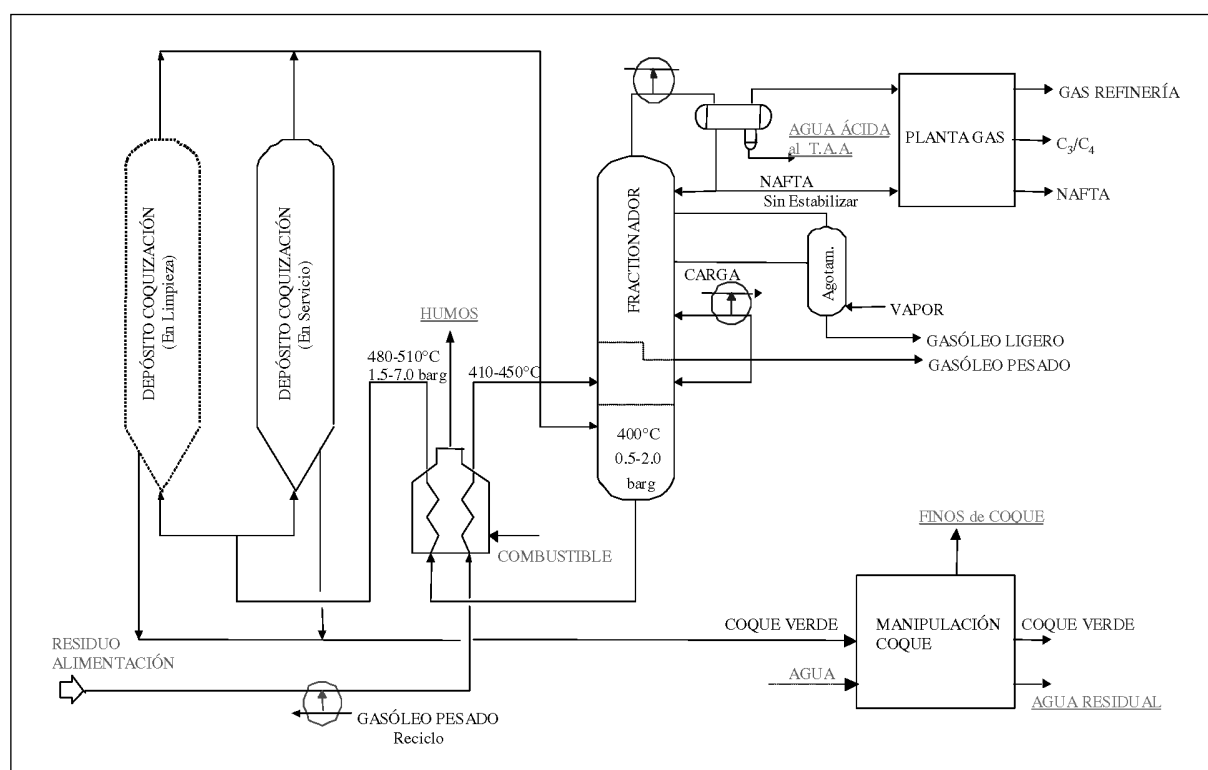 GAS REFINERÍA
AGUA ÁCIDA
al T.A.A.
PLANTA GAS
C3/C4
NAFTA
Sin Estabilizar
NAFTA
DEPÓSITO COQUIZACIÓN
(En Limpieza)
DEPÓSITO COQUIZACIÓN
(En Servicio)
FRACTIONADOR
Agotam.
CARGA
VAPOR
HUMOS
GASÓLEO LIGERO
GASÓLEO PESADO
480-510°C
1.5-7.0 barg
410-450°C
400°C
0.5-2.0
barg
COMBUSTIBLE
FINOS de COQUE
COQUE VERDE
MANIPULACIÓN
COQUE
COQUE VERDE
RESIDUO
ALIMENTACIÓN
AGUA
AGUA RESIDUAL
GASÓLEO PESADO
Reciclo